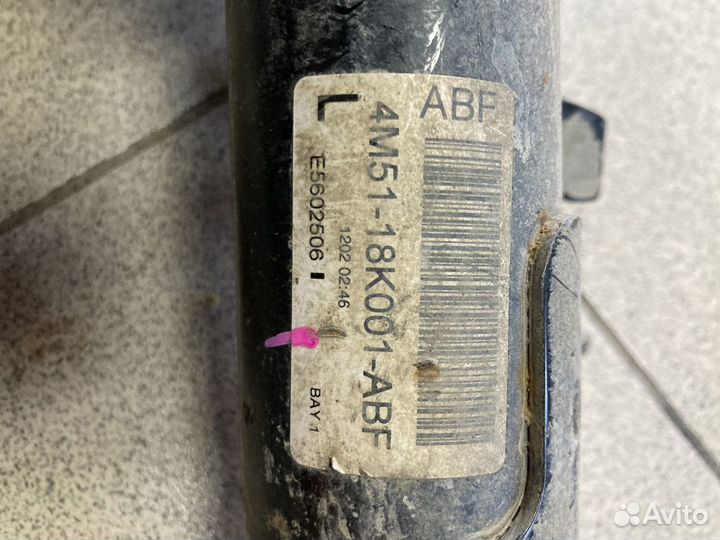 ABF
4M51-18K001-ABF
1202 02:46
L E5602506 I
BAY 1
Avito